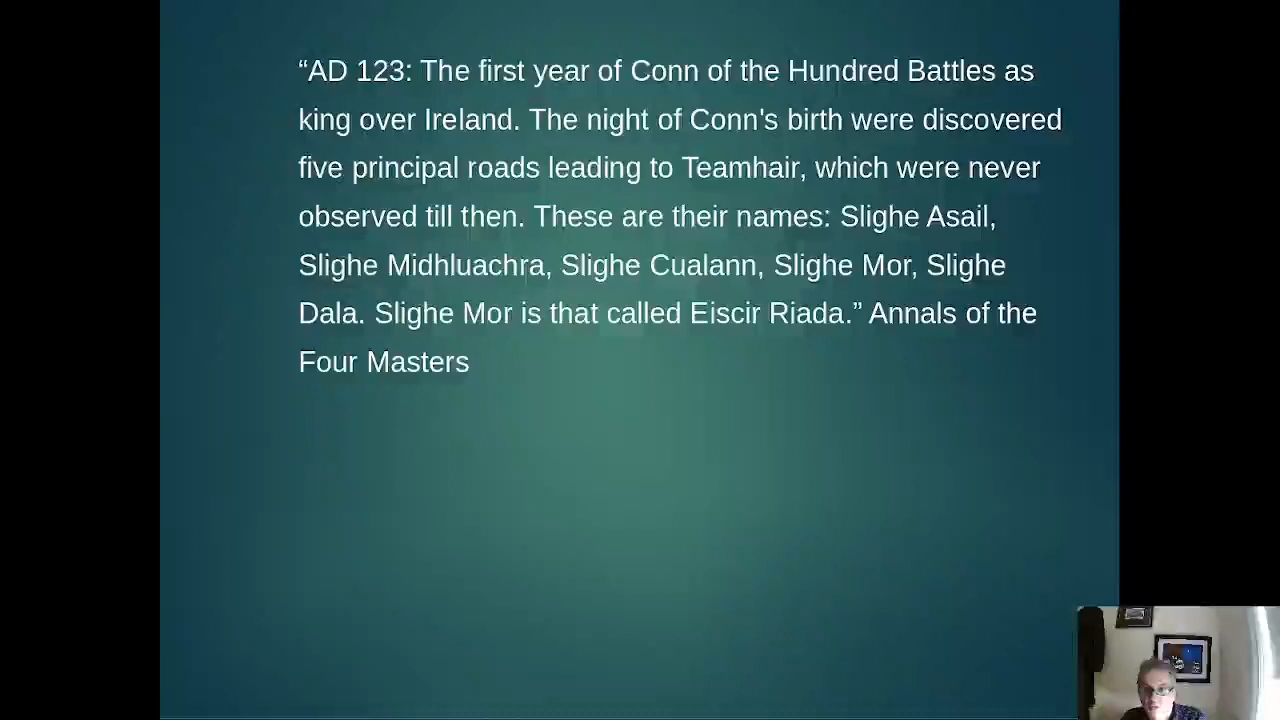 “AD 123: The first year of Conn of the Hundred Battles as
king over Ireland. The night of Conn's birth were discovered
five principal roads leading to Teamhair, which were never
observed till then. These are their names: Slighe Asail,
Slighe Midhluachra, Slighe Cualann, Slighe Mor, Slighe
Dala. Slighe Mor is that called Eiscir Riada.” Annals of the
Four Masters